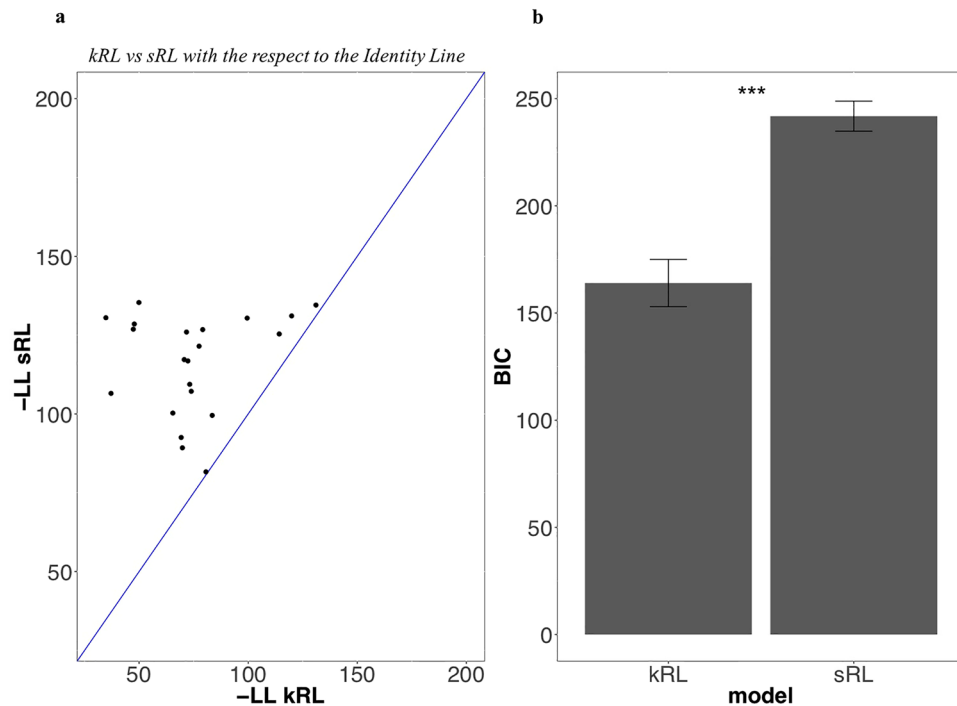 a
kRL vs sRL with the respect to the Identity Line
200
150
100
50
−LL sRL
50 100 150 200
−LL kRL
b
***
250
200
150
100
50
0
BIC
kRL sRL
model